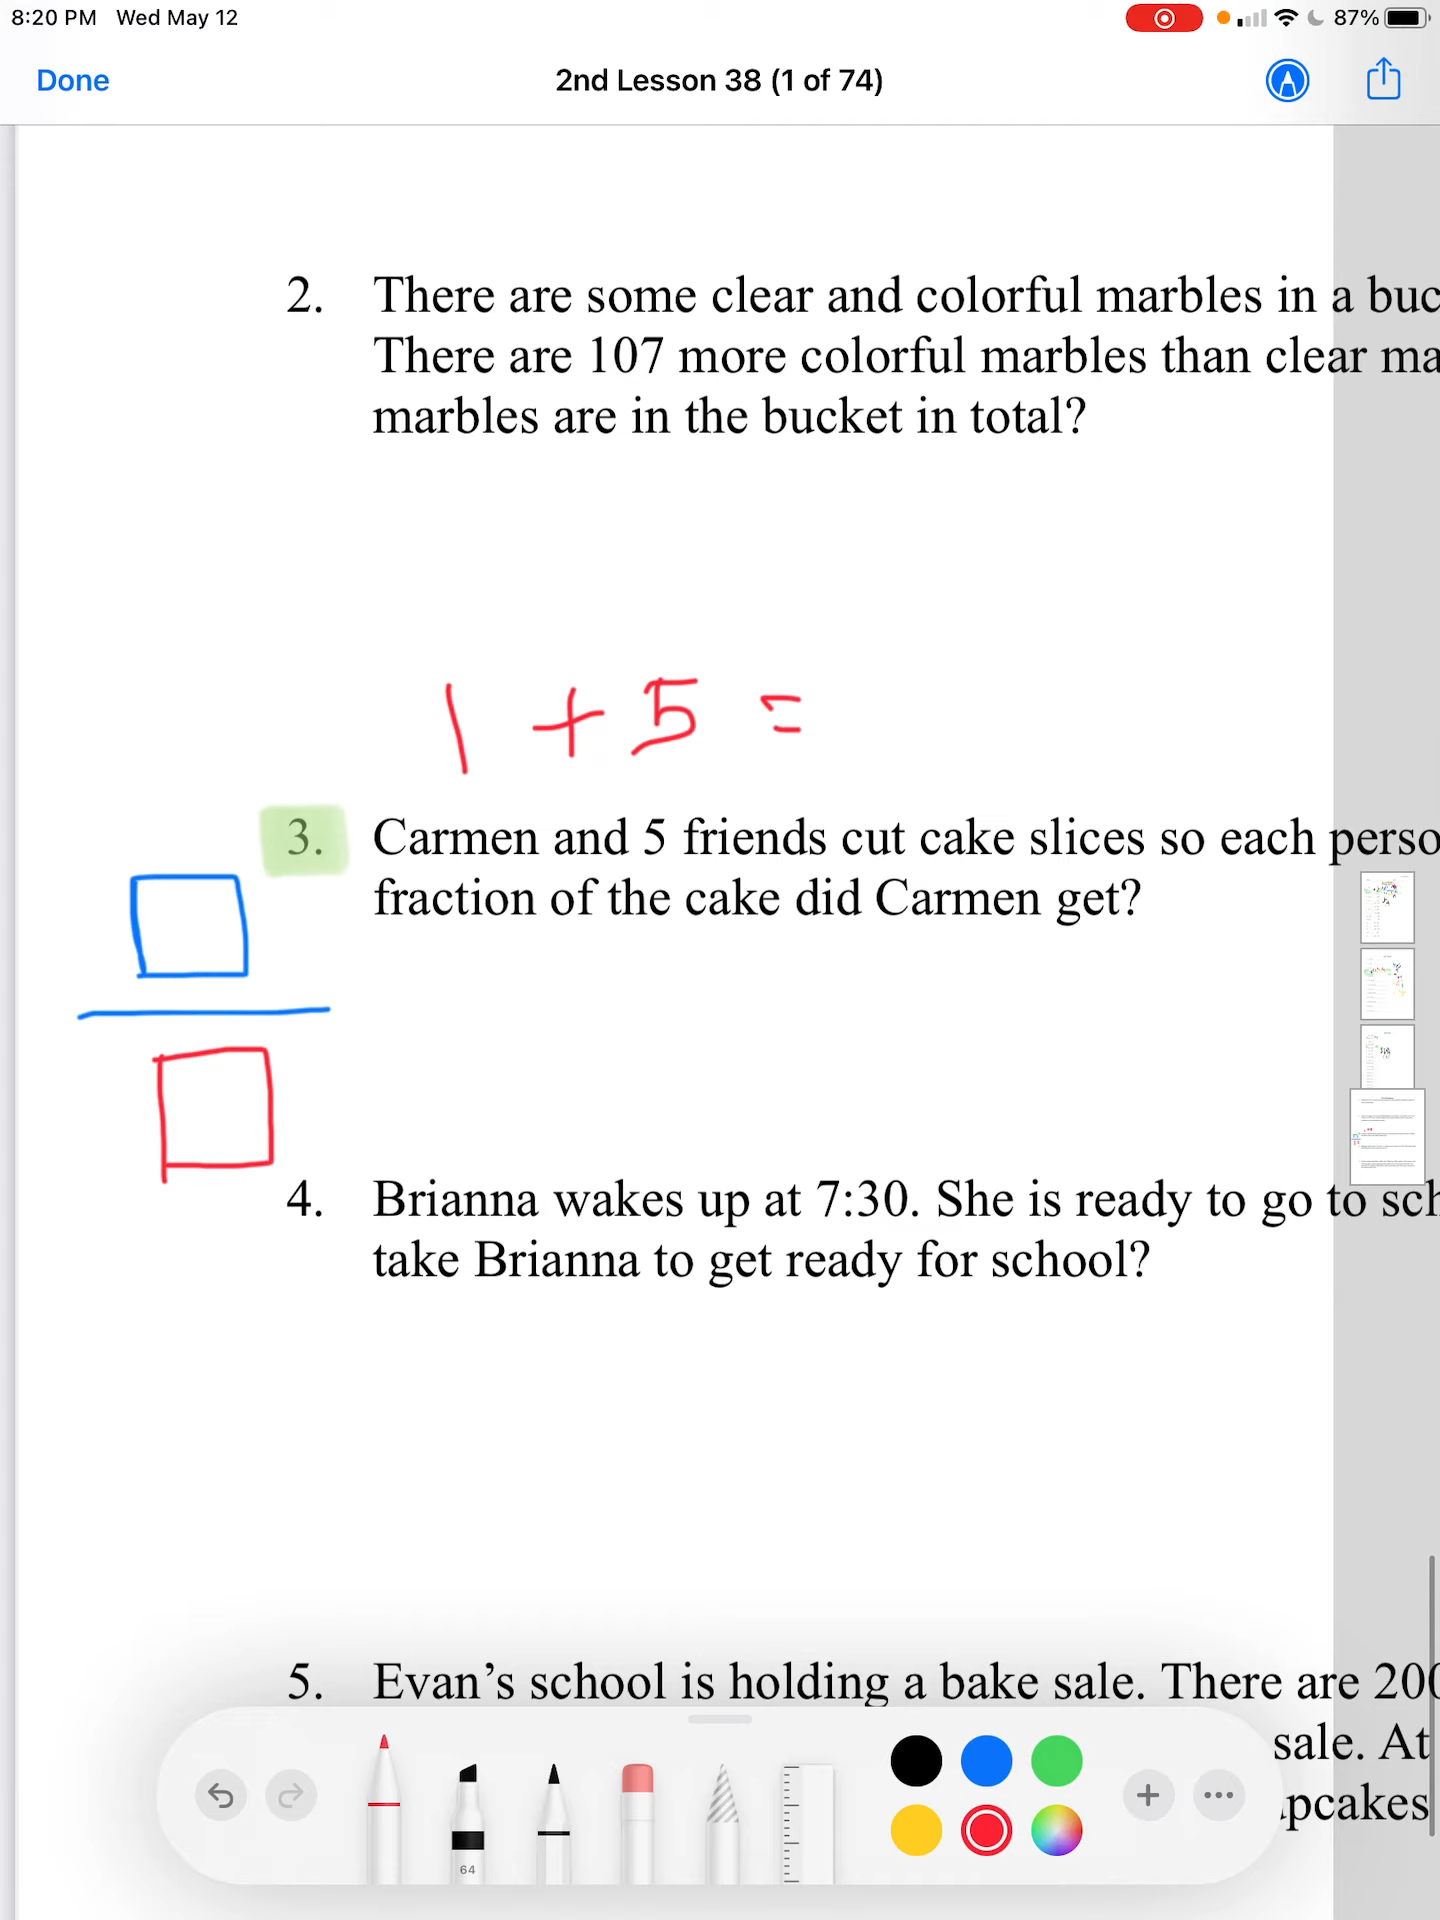 8:20 PM Wed May 12
87%
Done
2nd Lesson 38 (1 of 74)
2. There are some clear and colorful marbles in a buc
There are 107 more colorful marbles than clear ma
marbles are in the bucket in total?
1 + 5 =
3. Carmen and 5 friends cut cake slices so each perso
fraction of the cake did Carmen get?
4. Brianna wakes up at 7:30. She is ready to go to sch
take Brianna to get ready for school?
5. Evan’s school is holding a bake sale. There are 200
sale. At
pcakes
64